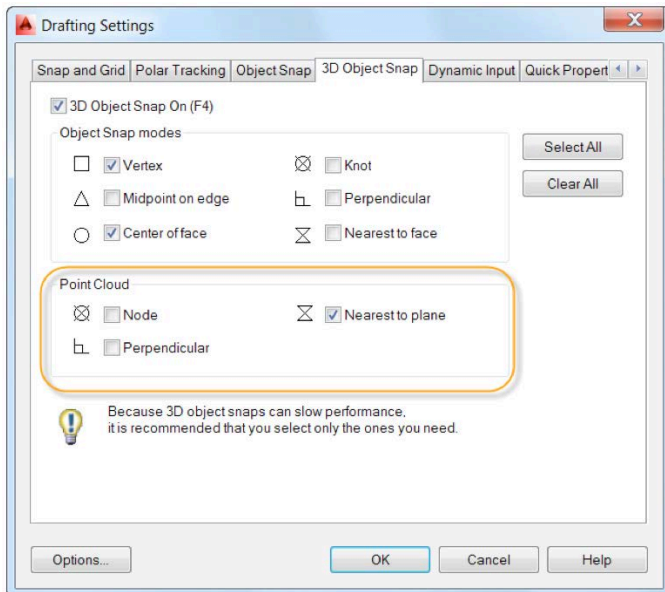 Drafting Settings
Snap and Grid Polar Tracking Object Snap 3D Object Snap Dynamic Input Quick Propert
3D Object Snap On (F4)
Object Snap modes
Select All
Vertex Knot
Clear All
Midpoint on edge Perpendicular
Center of face Nearest to face
Point Cloud
Node Nearest to plane
Perpendicular
Because 3D object snaps can slow performance,
it is recommended that you select only the ones you need.
Options... OK Cancel Help